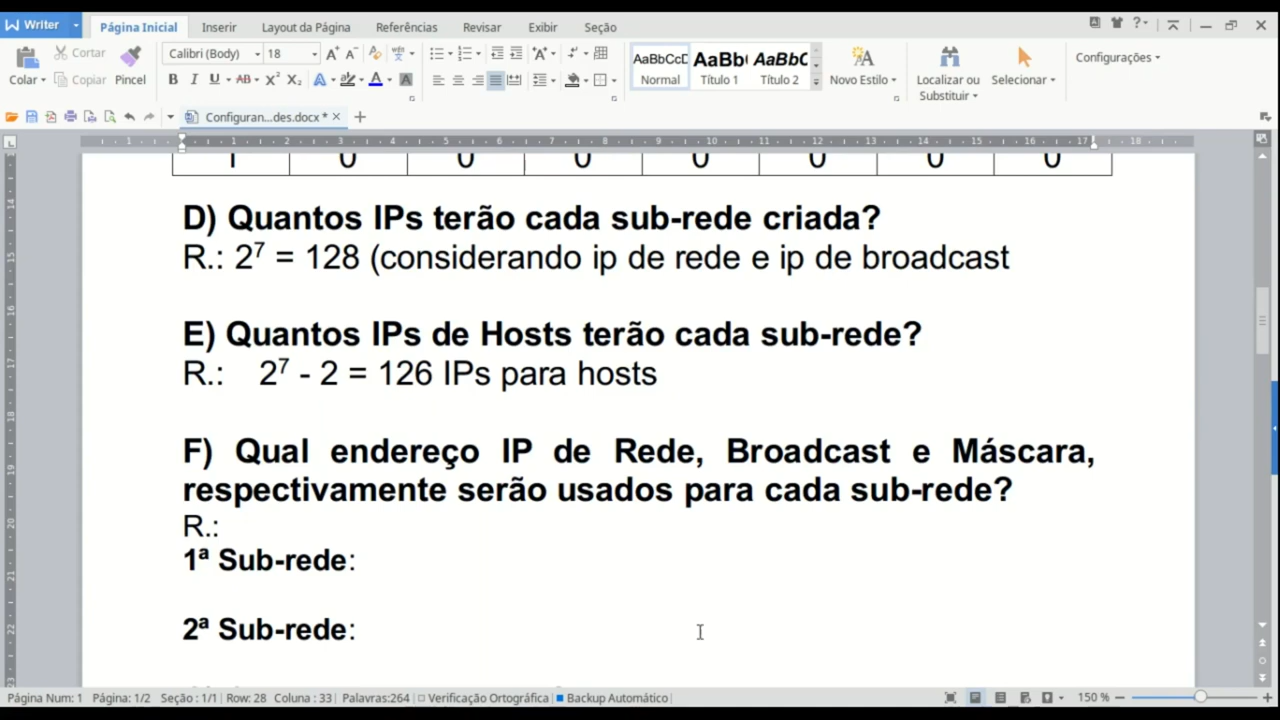 Writer
Página Inicial Inserir Layout da Página Referências Revisar Exibir Seção
Colar Cortar Copiar Pincel
Calibri (Body) 18
B I U AB X² X₂
AaBbCcD AaBb AaBbC
Normal Título 1 Título 2
Novo Estilo Localizar ou Substituir Selecionar Configurações
Configuran...des.docx *
1 0 0 0 0 0 0 0
D) Quantos IPs terão cada sub-rede criada?
R.: 2⁷ = 128 (considerando ip de rede e ip de broadcast
E) Quantos IPs de Hosts terão cada sub-rede?
R.: 2⁷ - 2 = 126 IPs para hosts
F) Qual endereço IP de Rede, Broadcast e Máscara,
respectivamente serão usados para cada sub-rede?
R.:
1ª Sub-rede:
2ª Sub-rede:
Página Num: 1 Página: 1/2 Seção : 1/1 Row: 28 Coluna : 33 Palavras:264 Verificação Ortográfica Backup Automático 150 %